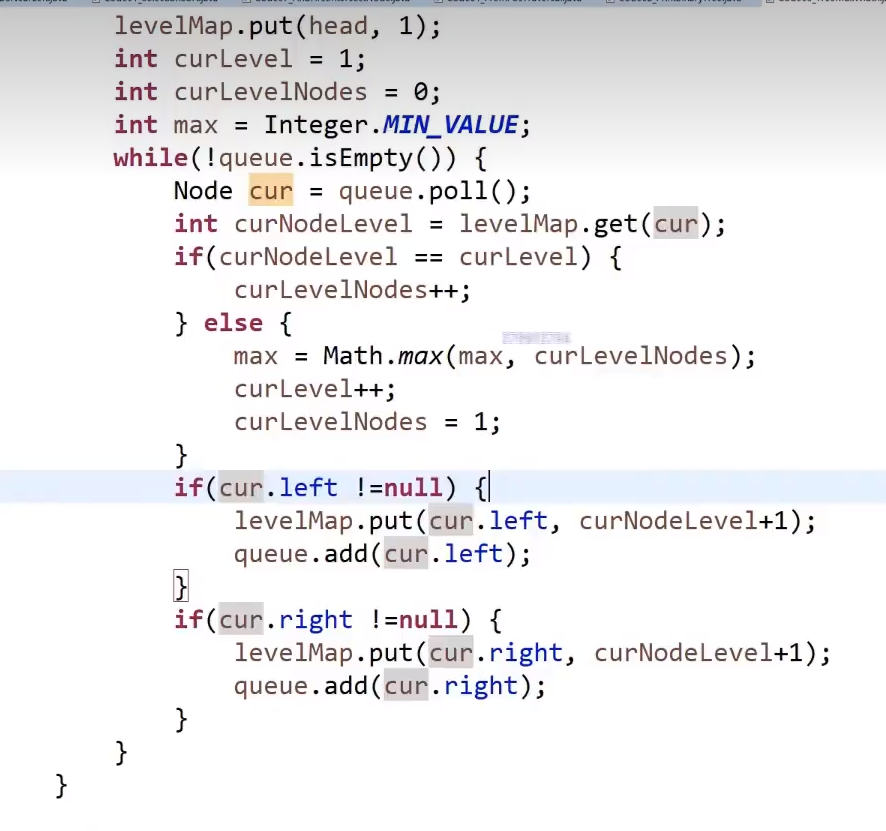 levelMap.put(head, 1);
int curLevel = 1;
int curLevelNodes = 0;
int max = Integer.MIN_VALUE;
while(!queue.isEmpty()) {
Node cur = queue.poll();
int curNodeLevel = levelMap.get(cur);
if(curNodeLevel == curLevel) {
curLevelNodes++;
} else {
max = Math.max(max, curLevelNodes);
curLevel++;
curLevelNodes = 1;
}
if(cur.left !=null) {
levelMap.put(cur.left, curNodeLevel+1);
queue.add(cur.left);
}
if(cur.right !=null) {
levelMap.put(cur.right, curNodeLevel+1);
queue.add(cur.right);
}
}
}